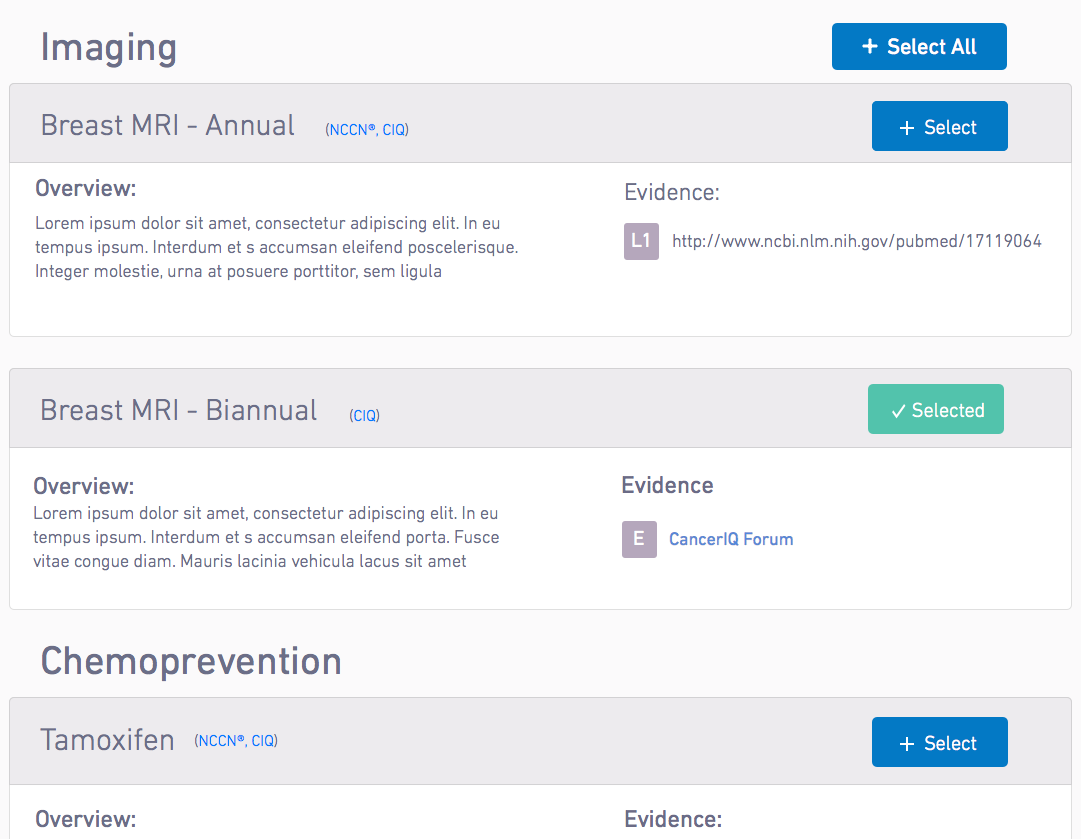 Imaging
+ Select All
Breast MRI - Annual (NCCN®, CIQ)
+ Select
Overview:
Lorem ipsum dolor sit amet, consectetur adipiscing elit. In eu
tempus ipsum. Interdum et s accumsan eleifend poscelerisque.
Integer molestie, urna at posuere porttitor, sem ligula
Evidence:
L1 http://www.ncbi.nlm.nih.gov/pubmed/17119064
Breast MRI - Biannual (CIQ)
✓ Selected
Overview:
Lorem ipsum dolor sit amet, consectetur adipiscing elit. In eu
tempus ipsum. Interdum et s accumsan eleifend porta. Fusce
vitae congue diam. Mauris lacinia vehicula lacus sit amet
Evidence
E CancerIQ Forum
Chemoprevention
Tamoxifen (NCCN®, CIQ)
+ Select
Overview:
Evidence: